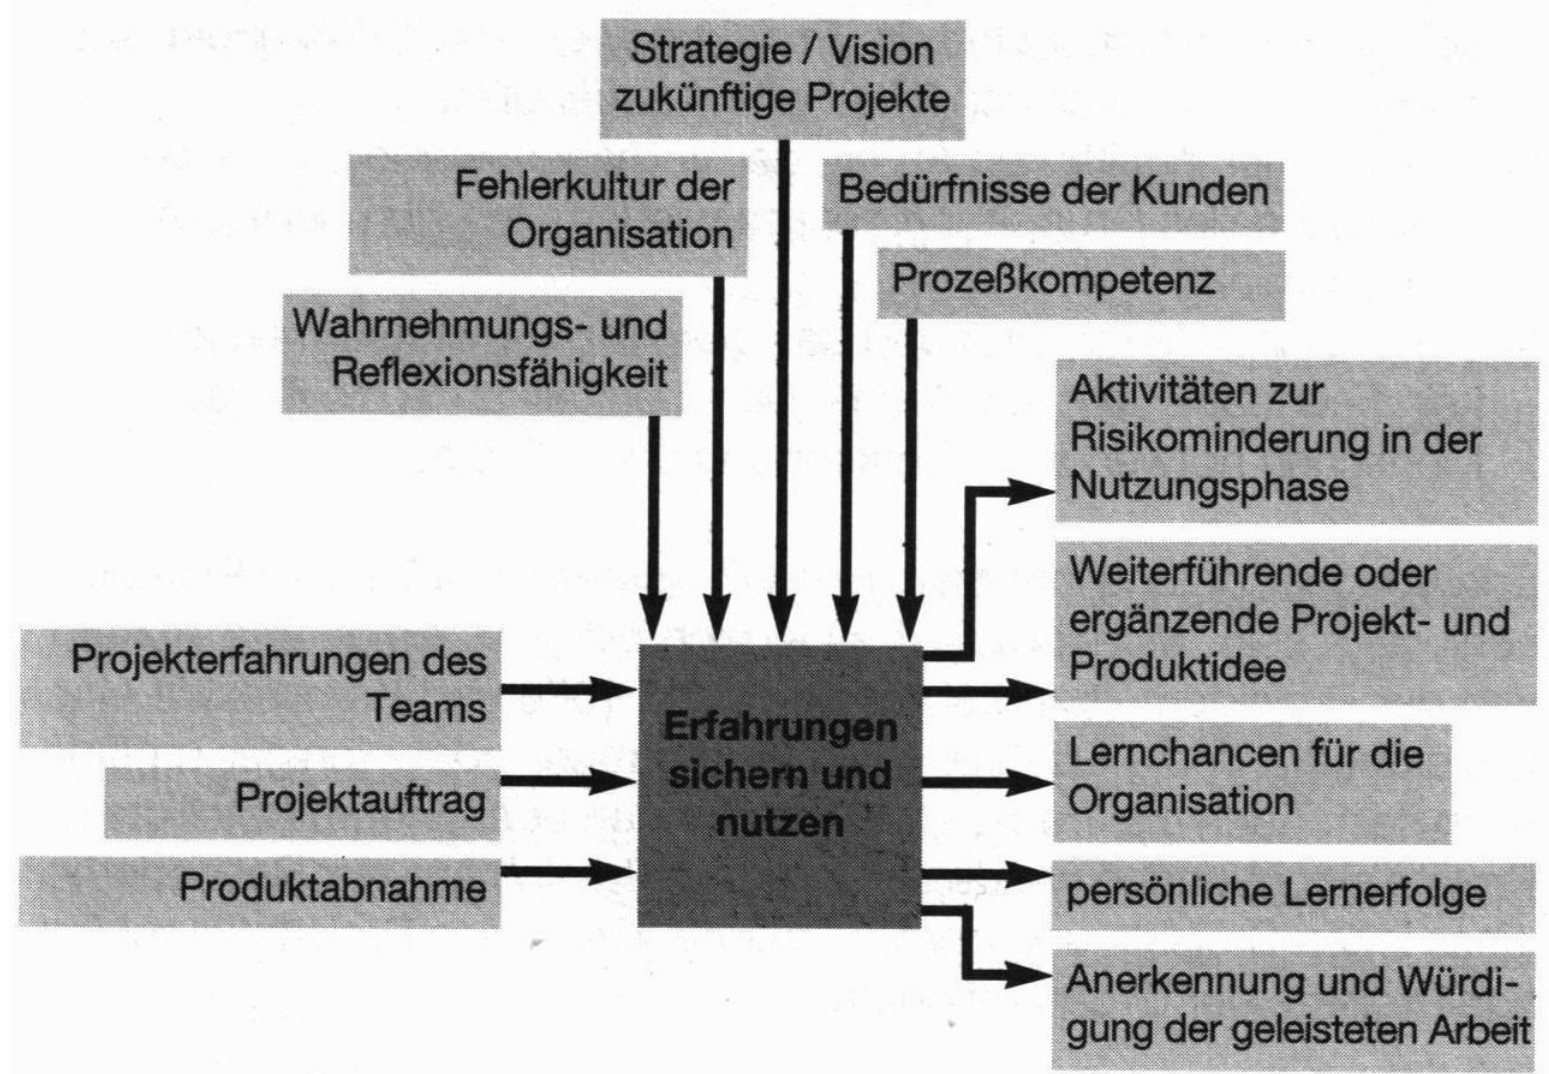 Strategie / Vision
zukünftige Projekte
Fehlerkultur der
Organisation
Bedürfnisse der Kunden
Prozeßkompetenz
Wahrnehmungs- und
Reflexionsfähigkeit
Aktivitäten zur
Risikominderung in der
Nutzungsphase
Weiterführende oder
ergänzende Projekt- und
Produktidee
Projekterfahrungen des
Teams
Projektauftrag
Produktabnahme
Erfahrungen
sichern und
nutzen
Lernchancen für die
Organisation
persönliche Lernerfolge
Anerkennung und Würdi-
gung der geleisteten Arbeit